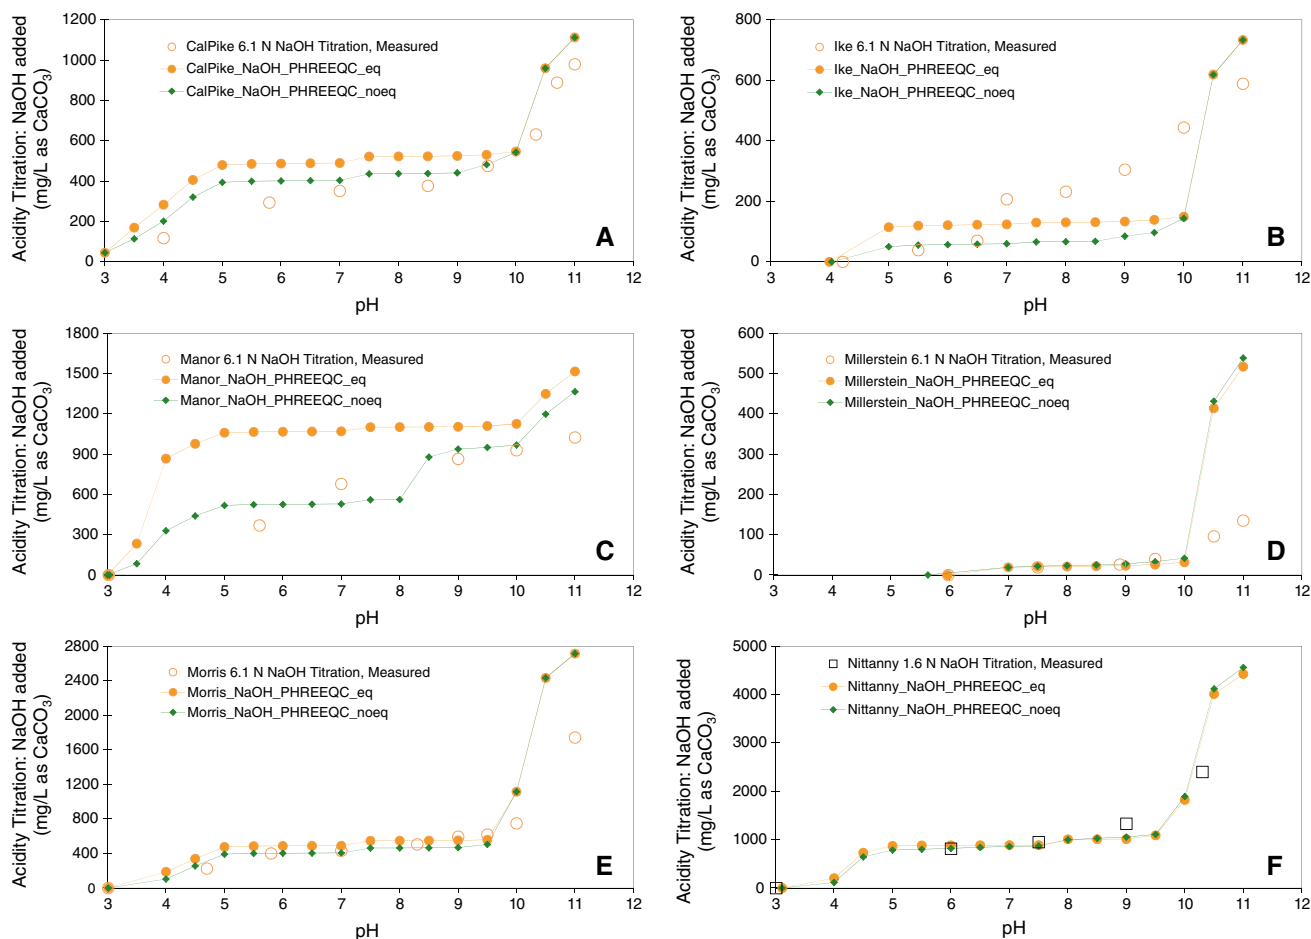 Acidity Titration: NaOH added
(mg/L as CaCO3)
1200
1000
800
600
400
200
0
CalPike 6.1 N NaOH Titration, Measured
CalPike_NaOH_PHREEQC_eq
CalPike_NaOH_PHREEQC_noeq
A
3 4 5 6 7 8 9 10 11 12
pH
Acidity Titration: NaOH added
(mg/L as CaCO3)
800
600
400
200
0
Ike 6.1 N NaOH Titration, Measured
Ike_NaOH_PHREEQC_eq
Ike_NaOH_PHREEQC_noeq
B
3 4 5 6 7 8 9 10 11 12
pH
Acidity Titration: NaOH added
(mg/L as CaCO3)
1800
1500
1200
900
600
300
0
Manor 6.1 N NaOH Titration, Measured
Manor_NaOH_PHREEQC_eq
Manor_NaOH_PHREEQC_noeq
C
3 4 5 6 7 8 9 10 11 12
Acidity Titration: NaOH added
(mg/L as CaCO3)
600
500
400
300
200
100
0
Millerstein 6.1 N NaOH Titration, Measured
Millerstein_NaOH_PHREEQC_eq
Millerstein_NaOH_PHREEQC_noeq
D
3 4 5 6 7 8 9 10 11 12
Acidity Titration: NaOH added
(mg/L as CaCO3)
2800
2400
2000
1600
1200
800
400
0
Morris 6.1 N NaOH Titration, Measured
Morris_NaOH_PHREEQC_eq
Morris_NaOH_PHREEQC_noeq
E
3 4 5 6 7 8 9 10 11 12
pH
Acidity Titration: NaOH added
(mg/L as CaCO3)
5000
4000
3000
2000
1000
0
Nittanny 1.6 N NaOH Titration, Measured
Nittanny_NaOH_PHREEQC_eq
Nittanny_NaOH_PHREEQC_noeq
F
3 4 5 6 7 8 9 10 11 12
pH